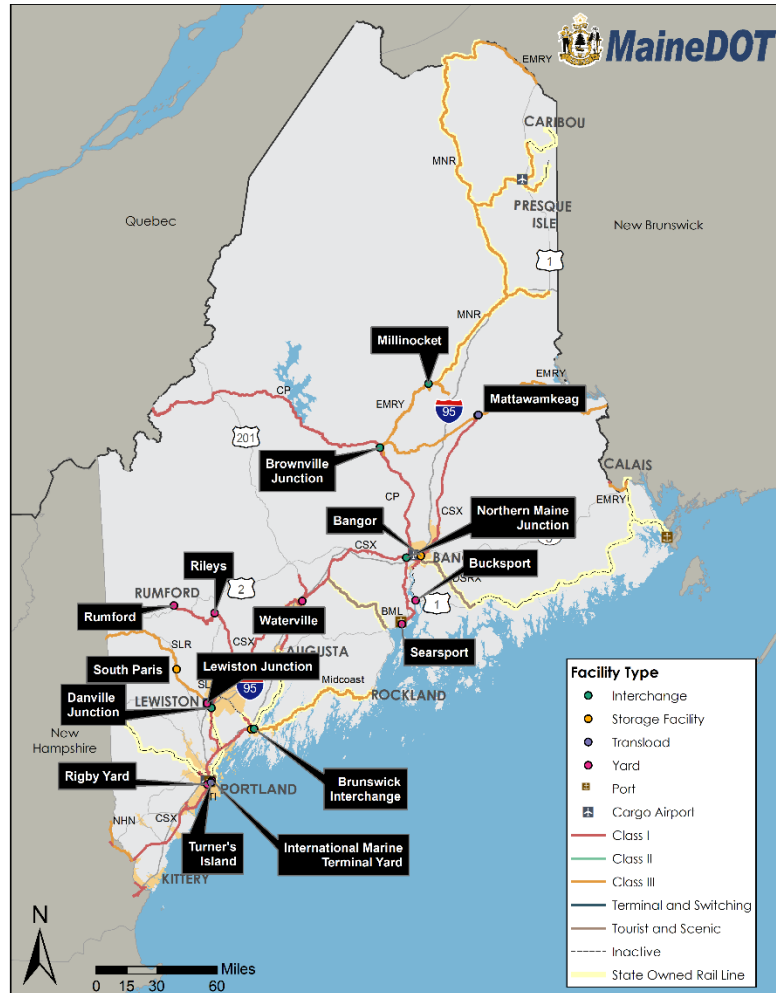 MaineDOT
EMRY
CARIBOU
MNR
PRESQUE
ISLE
Quebec
New Brunswick
1
MNR
Millinocket
EMRY
CP
EMRY
Mattawamkeag
95
201
Brownville
Junction
CALAIS
EMRY
CP
CSX
Northern Maine
Junction
Bangor
CSX
BANG
Bucksport
DSRX
Rileys
RUMFORD
2
1
Rumford
Waterville
BML
SLR
CSX
Searsport
AUGUSTA
South Paris
Lewiston Junction
SL
95
Midcoast
ROCKLAND
Danville
Junction
LEWISTON
New
Hampshire
Brunswick
Interchange
Rigby Yard
PORTLAND
TI
NHN
CSX
Turner's
Island
International Marine
Terminal Yard
KITTERY
N
Miles
0 15 30 60
Facility Type
Interchange
Storage Facility
Transload
Yard
Port
Cargo Airport
Class I
Class II
Class III
Terminal and Switching
Tourist and Scenic
Inactive
State Owned Rail Line